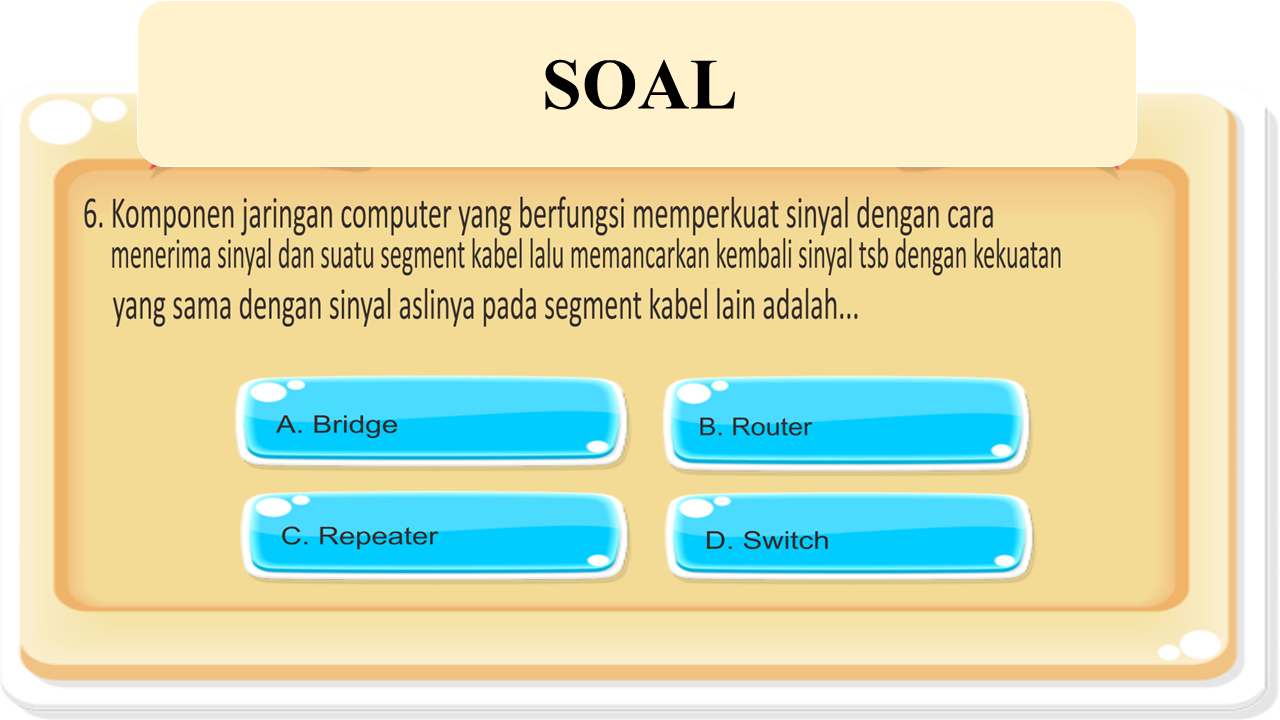 SOAL
6. Komponen jaringan computer yang berfungsi memperkuat sinyal dengan cara
menerima sinyal dan suatu segment kabel lalu memancarkan kembali sinyal tsb dengan kekuatan
yang sama dengan sinyal aslinya pada segment kabel lain adalah...
A. Bridge
B. Router
C. Repeater
D. Switch